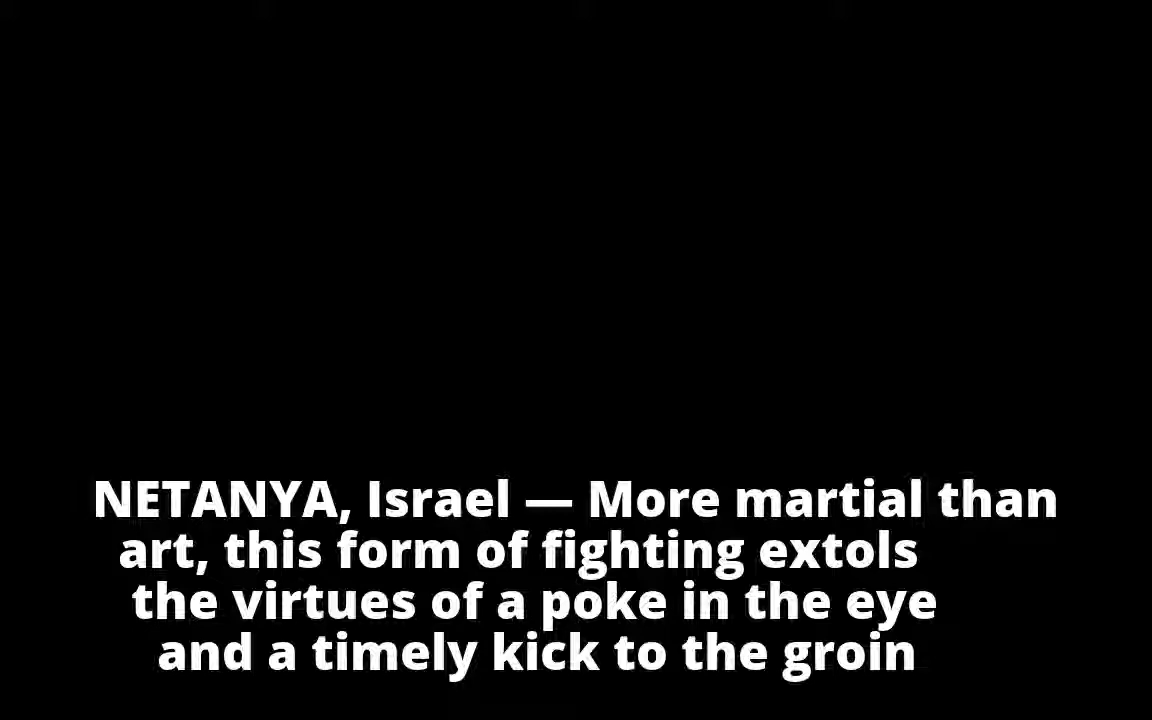 NETANYA, Israel — More martial than
art, this form of fighting extols
the virtues of a poke in the eye
and a timely kick to the groin